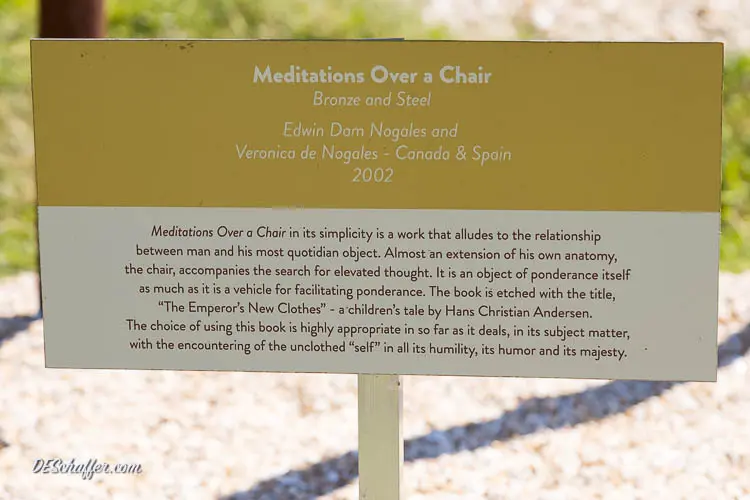 Meditations Over a Chair
Bronze and Steel
Edwin Dam Nogales and
Veronica de Nogales - Canada & Spain
2002
Meditations Over a Chair in its simplicity is a work that alludes to the relationship
between man and his most quotidian object. Almost an extension of his own anatomy,
the chair, accompanies the search for elevated thought. It is an object of ponderance itself
as much as it is a vehicle for facilitating ponderance. The book is etched with the title,
“The Emperor’s New Clothes” - a children’s tale by Hans Christian Andersen.
The choice of using this book is highly appropriate in so far as it deals, in its subject matter,
with the encountering of the unclothed “self” in all its humility, its humor and its majesty.
DESchaffer.com